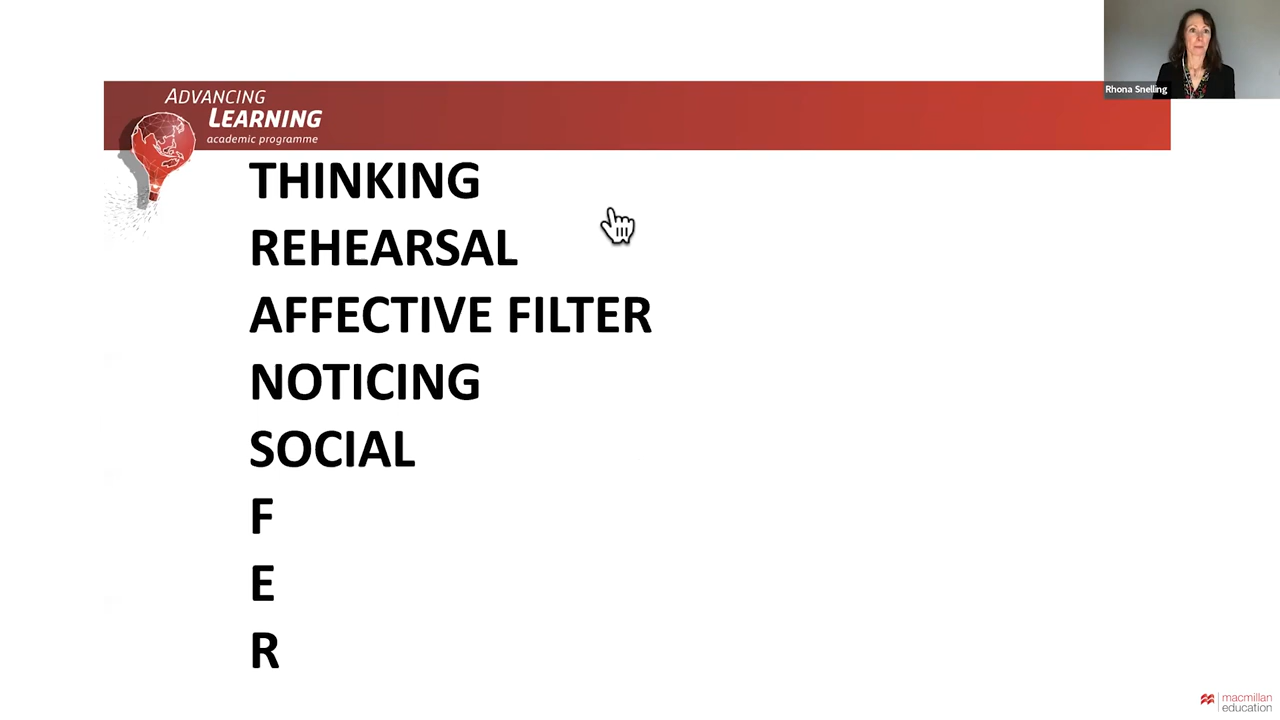 Rhona Snelling
ADVANCING
LEARNING
academic programme
THINKING
REHEARSAL
AFFECTIVE FILTER
NOTICING
SOCIAL
F
E
R
macmillan
education